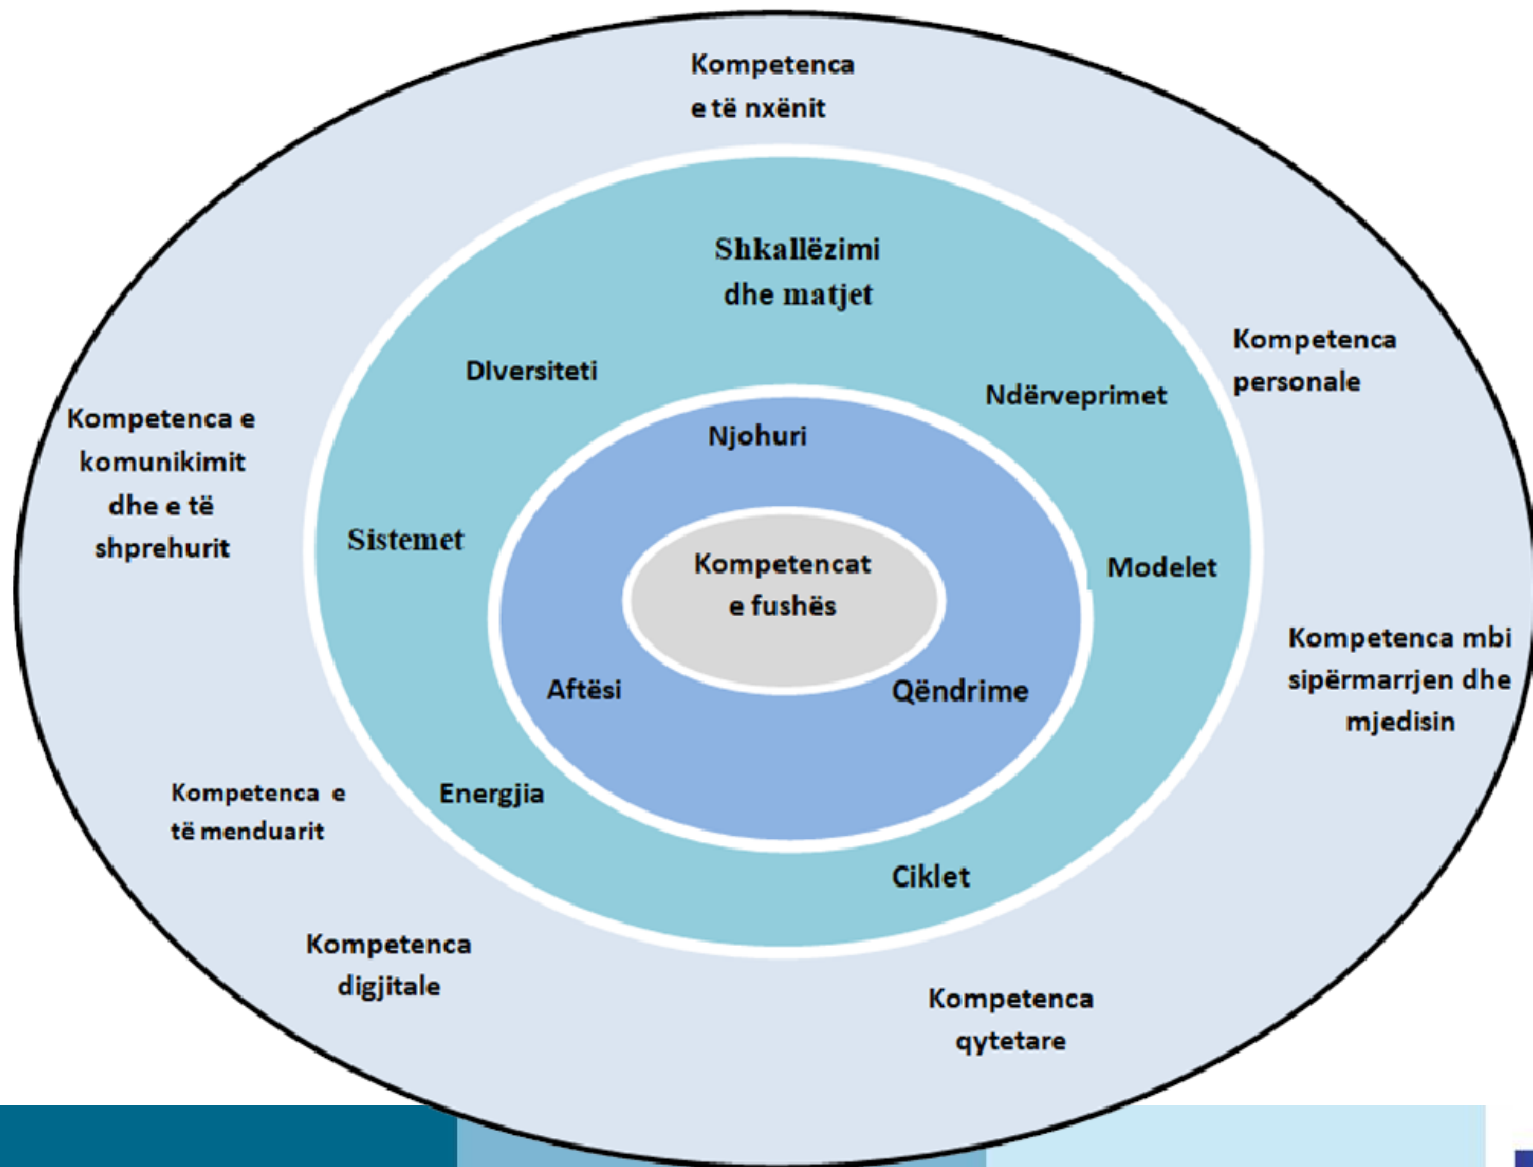 Kompetenca
e të nxënit
Shkallëzimi
dhe matjet
Kompetenca
personale
DIversiteti
Ndërveprimet
Kompetenca e
komunikimit
dhe e të
shprehurit
Njohuri
Sistemet
Kompetencat
e fushës
Modelet
Kompetenca mbi
sipërmarrjen dhe
mjedisin
Aftësi
Qëndrime
Kompetenca e
të menduarit
Energjia
Ciklet
Kompetenca
digjitale
Kompetenca
qytetare